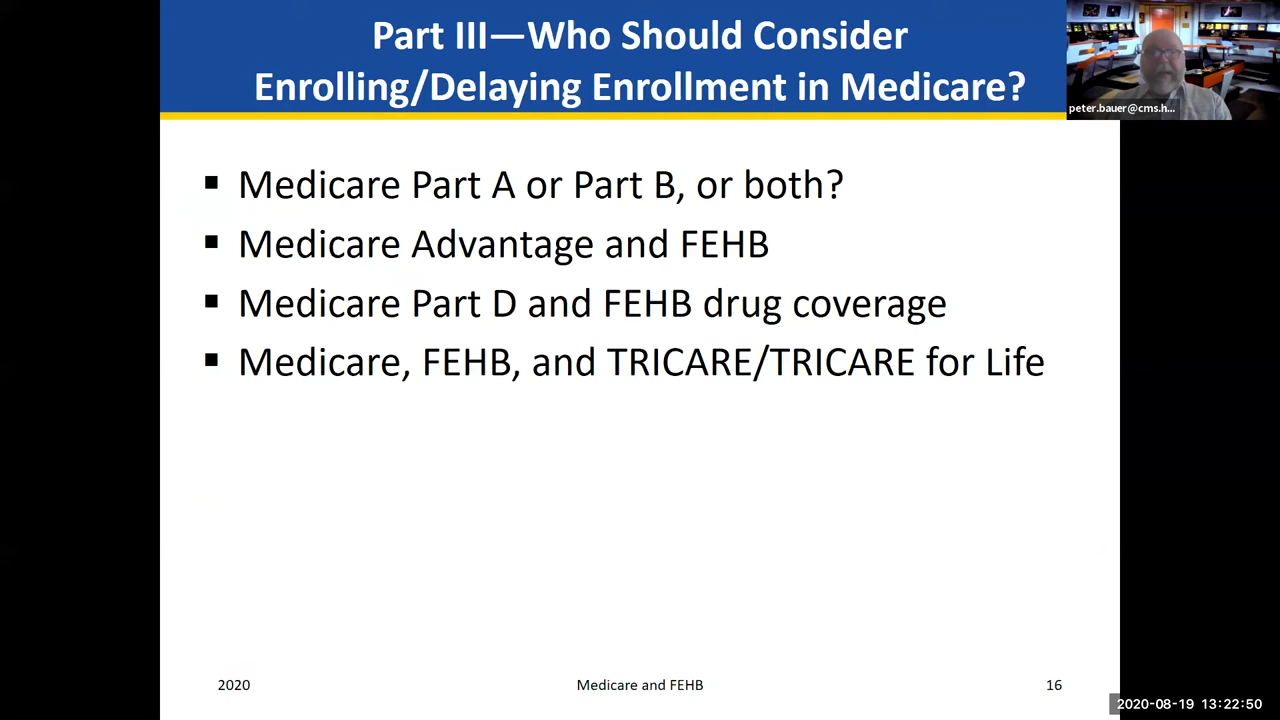 Part III—Who Should Consider
Enrolling/Delaying Enrollment in Medicare?
peter.bauer@cms.h...
▪ Medicare Part A or Part B, or both?
▪ Medicare Advantage and FEHB
▪ Medicare Part D and FEHB drug coverage
▪ Medicare, FEHB, and TRICARE/TRICARE for Life
2020
Medicare and FEHB
16
2020-08-19 13:22:50